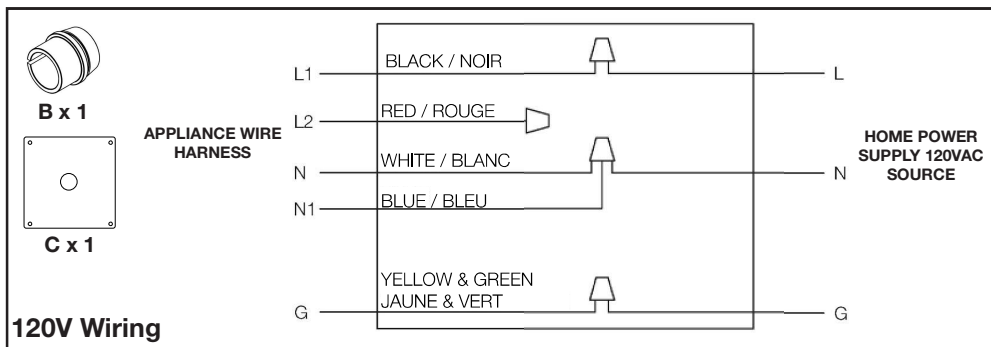 B x 1
C x 1
APPLIANCE WIRE
HARNESS
L1
BLACK / NOIR
L
L2
RED / ROUGE
N
WHITE / BLANC
N
N1
BLUE / BLEU
G
YELLOW & GREEN
JAUNE & VERT
G
HOME POWER
SUPPLY 120VAC
SOURCE
120V Wiring